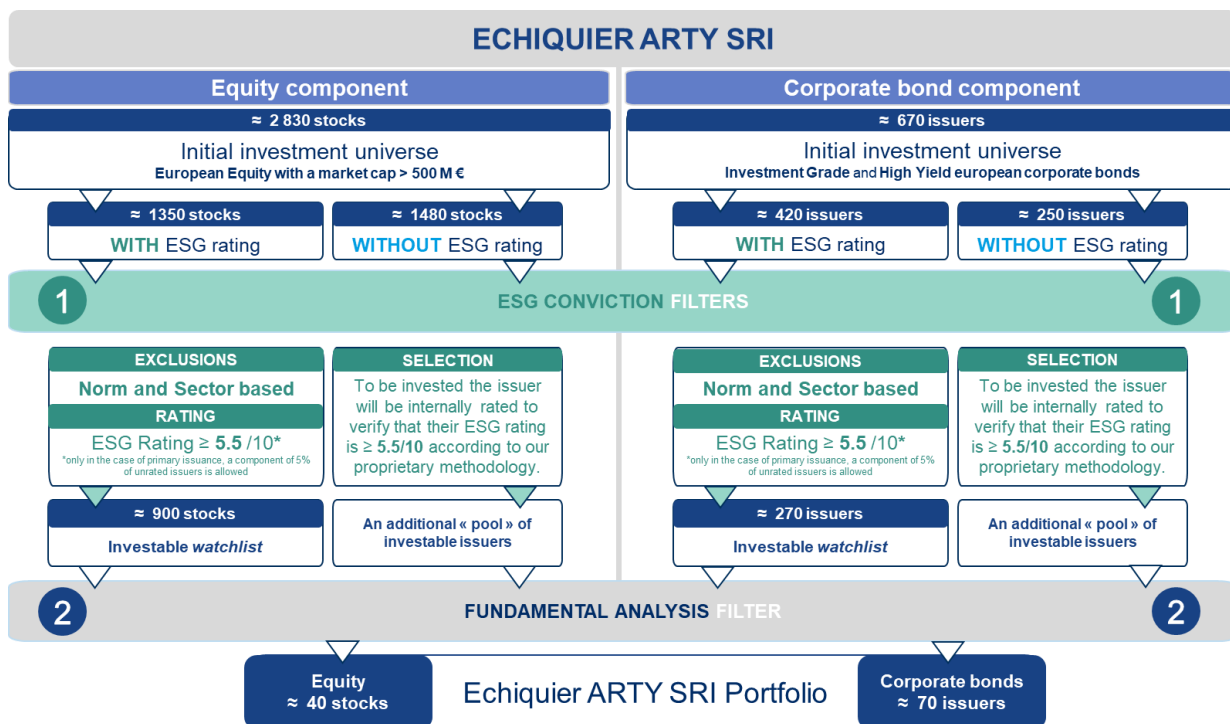 ECHIQUIER ARTY SRI
Equity component
≈ 2 830 stocks
Initial investment universe
European Equity with a market cap > 500 M €
≈ 1350 stocks
WITH ESG rating
≈ 1480 stocks
WITHOUT ESG rating
Corporate bond component
≈ 670 issuers
Initial investment universe
Investment Grade and High Yield european corporate bonds
≈ 420 issuers
WITH ESG rating
≈ 250 issuers
WITHOUT ESG rating
1
ESG CONVICTION FILTERS
1
EXCLUSIONS
Norm and Sector based
RATING
ESG Rating ≥ 5.5 /10*
*only in the case of primary issuance, a component of 5%
of unrated issuers is allowed
≈ 900 stocks
Investable watchlist
SELECTION
To be invested the issuer
will be internally rated to
verify that their ESG rating
is ≥ 5.5/10 according to our
proprietary methodology.
An additional « pool » of
investable issuers
EXCLUSIONS
Norm and Sector based
RATING
ESG Rating ≥ 5.5 /10*
*only in the case of primary issuance, a component of 5%
of unrated issuers is allowed
≈ 270 issuers
Investable watchlist
SELECTION
To be invested the issuer
will be internally rated to
verify that their ESG rating
is ≥ 5.5/10 according to our
proprietary methodology.
An additional « pool » of
investable issuers
2
FUNDAMENTAL ANALYSIS FILTER
2
Equity
≈ 40 stocks
Echiquier ARTY SRI Portfolio
Corporate bonds
≈ 70 issuers